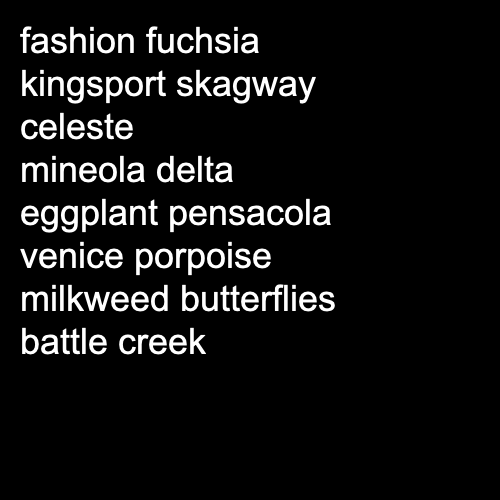 fashion fuchsia
kingsport skagway
celeste
mineola delta
eggplant pensacola
venice porpoise
milkweed butterflies
battle creek